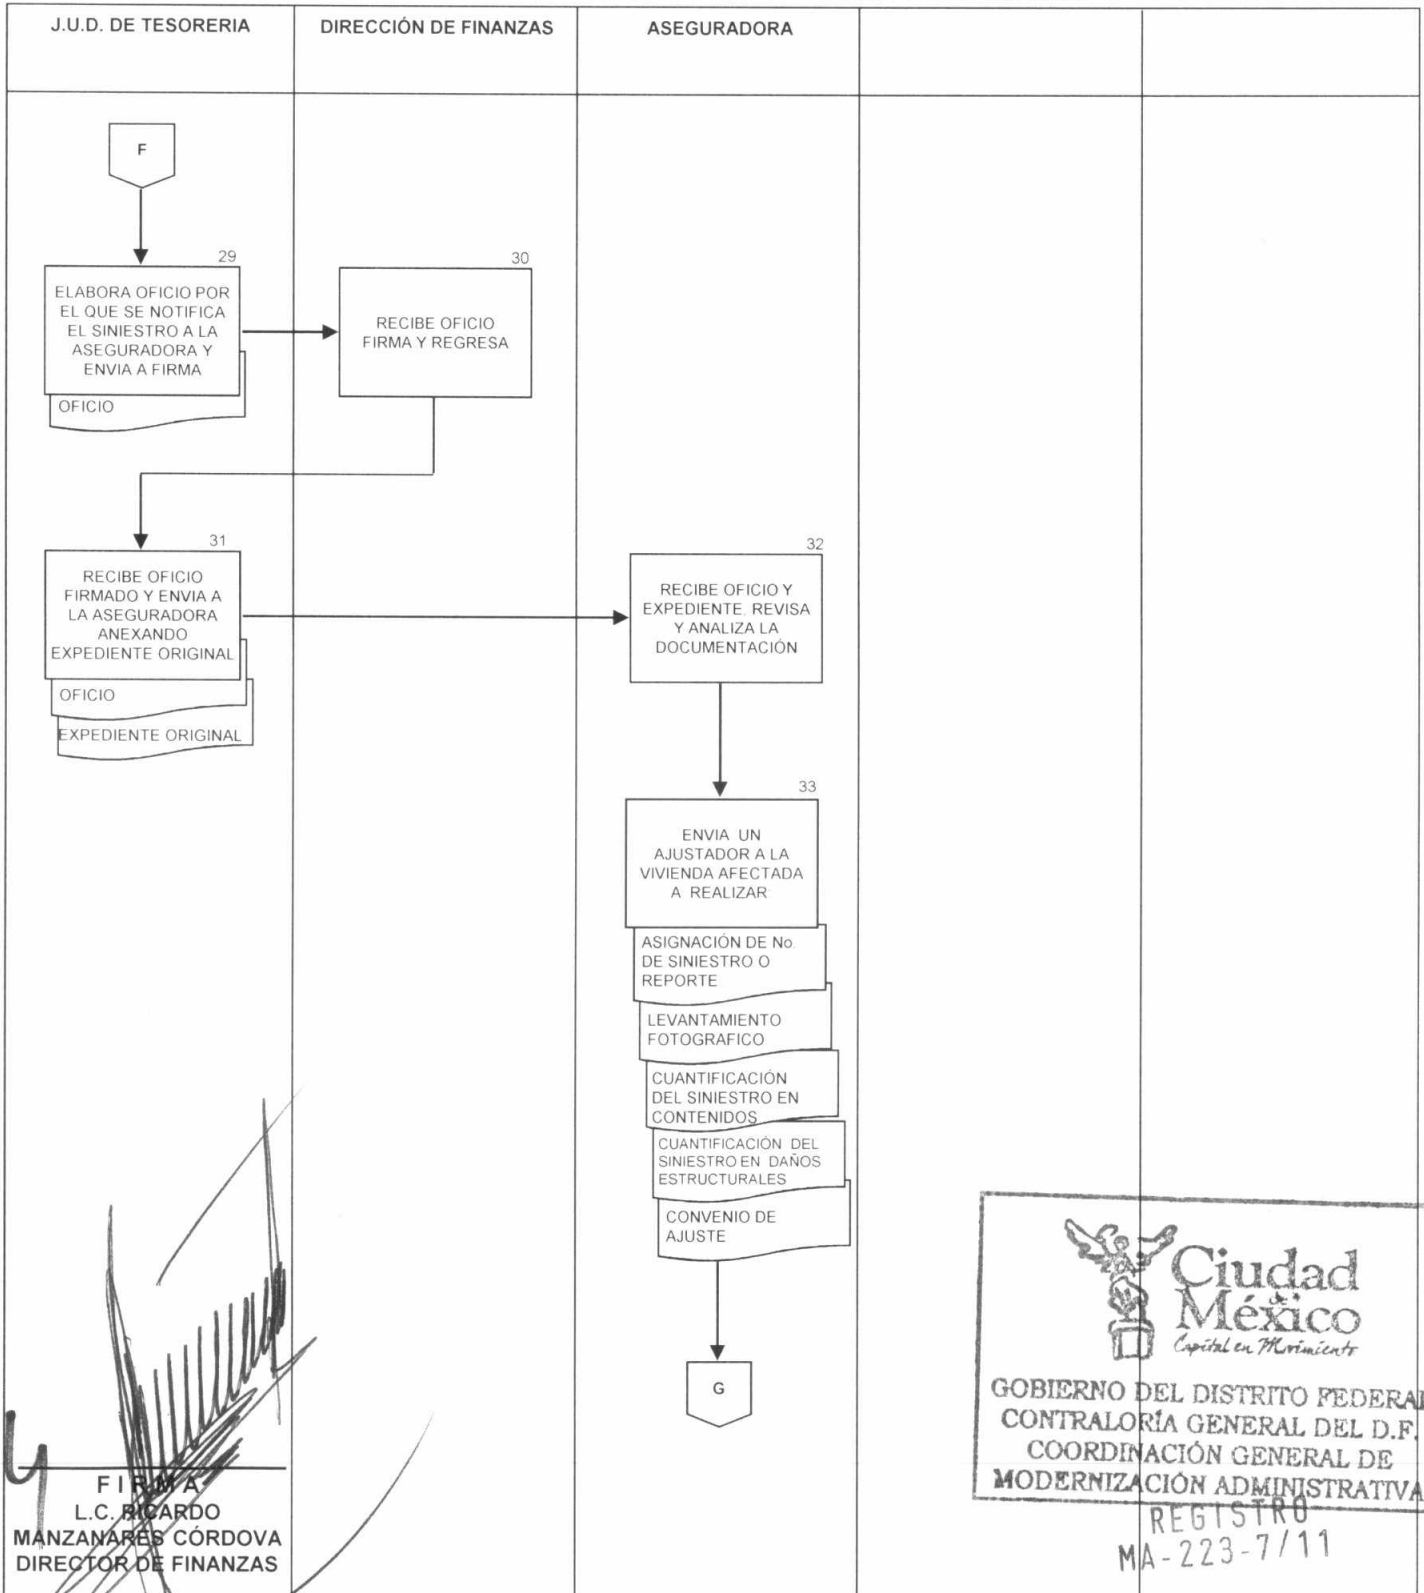 J.U.D. DE TESORERIA
DIRECCIÓN DE FINANZAS
ASEGURADORA
F
29
ELABORA OFICIO POR
EL QUE SE NOTIFICA
EL SINIESTRO A LA
ASEGURADORA Y
ENVIA A FIRMA
OFICIO
30
RECIBE OFICIO
FIRMA Y REGRESA
31
RECIBE OFICIO
FIRMADO Y ENVIA A
LA ASEGURADORA
ANEXANDO
EXPEDIENTE ORIGINAL
OFICIO
EXPEDIENTE ORIGINAL
32
RECIBE OFICIO Y
EXPEDIENTE, REVISA
Y ANALIZA LA
DOCUMENTACIÓN
33
ENVIA UN
AJUSTADOR A LA
VIVIENDA AFECTADA
A REALIZAR
ASIGNACIÓN DE No.
DE SINIESTRO O
REPORTE
LEVANTAMIENTO
FOTOGRAFICO
CUANTIFICACIÓN
DEL SINIESTRO EN
CONTENIDOS
CUANTIFICACIÓN DEL
SINIESTRO EN DAÑOS
ESTRUCTURALES
CONVENIO DE
AJUSTE
G
FIRMA
L.C. RICARDO
MANZANARES CÓRDOVA
DIRECTOR DE FINANZAS
Ciudad
de
México
Capital en Movimiento
GOBIERNO DEL DISTRITO FEDERAL
CONTRALORÍA GENERAL DEL D.F.
COORDINACIÓN GENERAL DE
MODERNIZACIÓN ADMINISTRATIVA
REGISTRO
MA-223-7/11